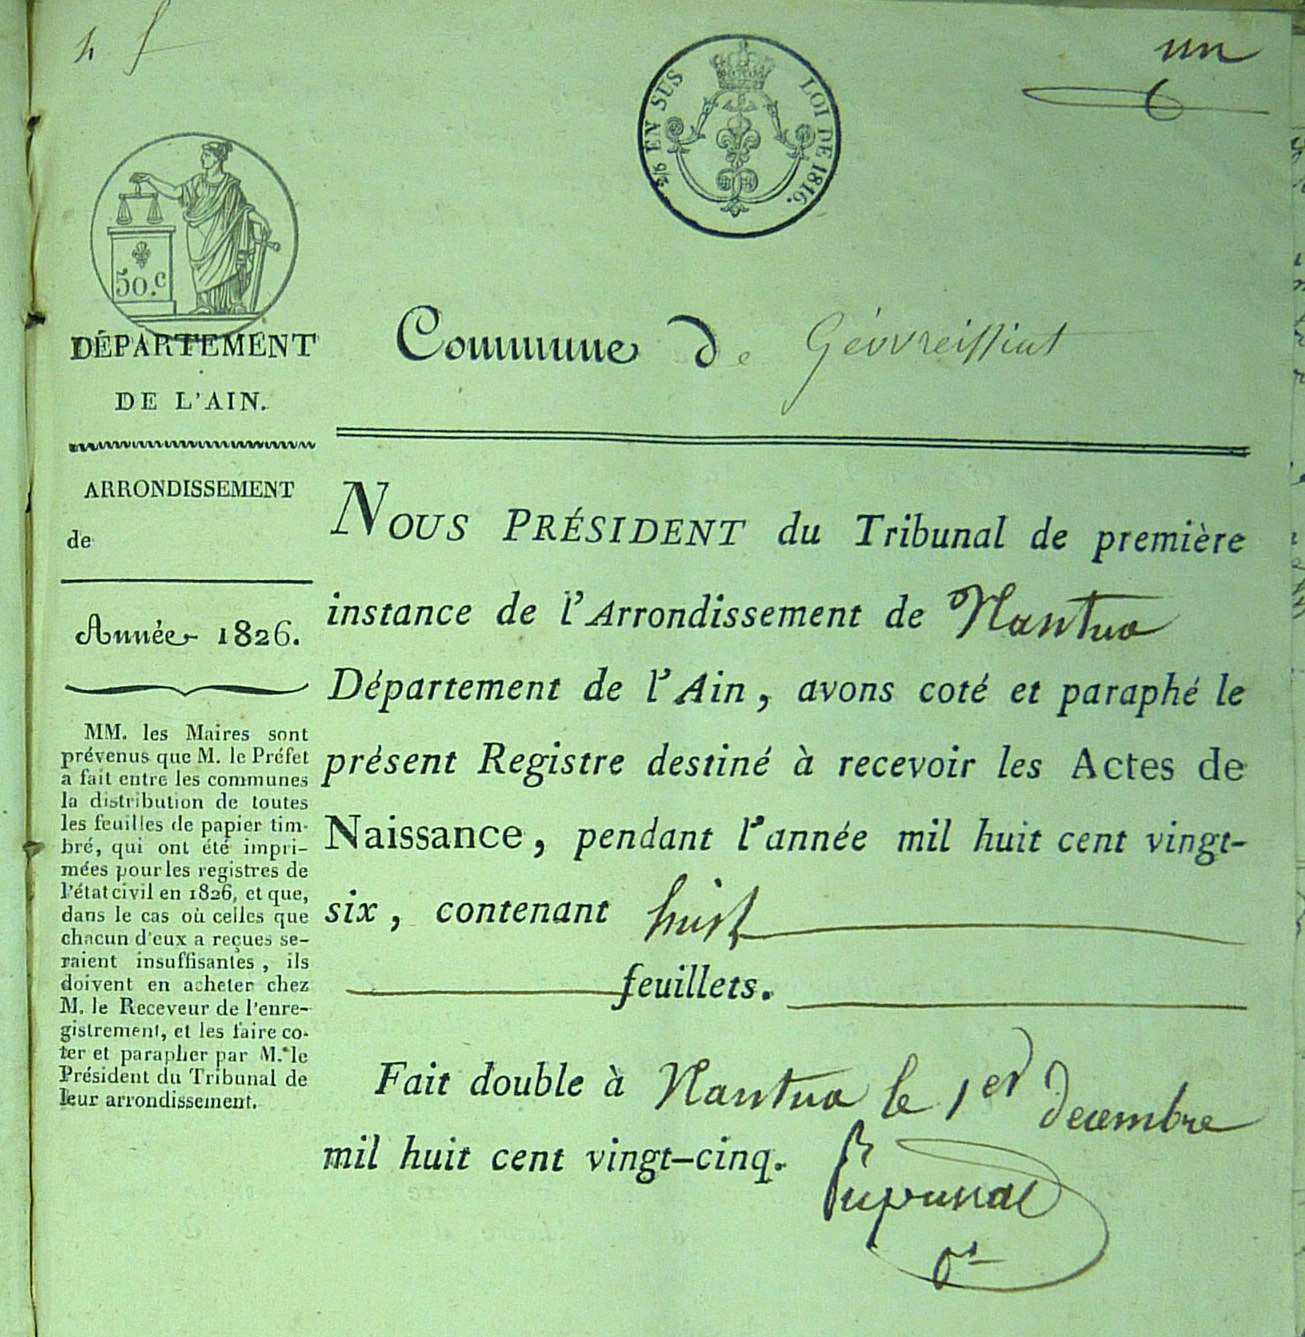 un
2/10 EN SUS LOI DE 1816.
50.c
DÉPARTEMENT
DE L'AIN.
ARRONDISSEMENT
de
Année 1826.
MM. les Maires sont
prévenus que M. le Préfet
a fait entre les communes
la distribution de toutes
les feuilles de papier tim-
bré, qui ont été impri-
mées pour les registres de
l'état civil en 1826, et que,
dans le cas où celles que
chacun d'eux a reçues se-
raient insuffisantes, ils
doivent en acheter chez
M. le Receveur de l'enre-
gistrement, et les faire co-
ter et parapher par M. le
Président du Tribunal de
leur arrondissement.
Commune de Gévreissiat
NOUS PRÉSIDENT du Tribunal de première
instance de l'Arrondissement de Nantua
Département de l'Ain, avons coté et paraphé le
présent Registre destiné à recevoir les Actes de
Naissance, pendant l'année mil huit cent vingt-
six, contenant huit
feuillets.
Fait double à Nantua le 1er decembre
mil huit cent vingt-cinq.